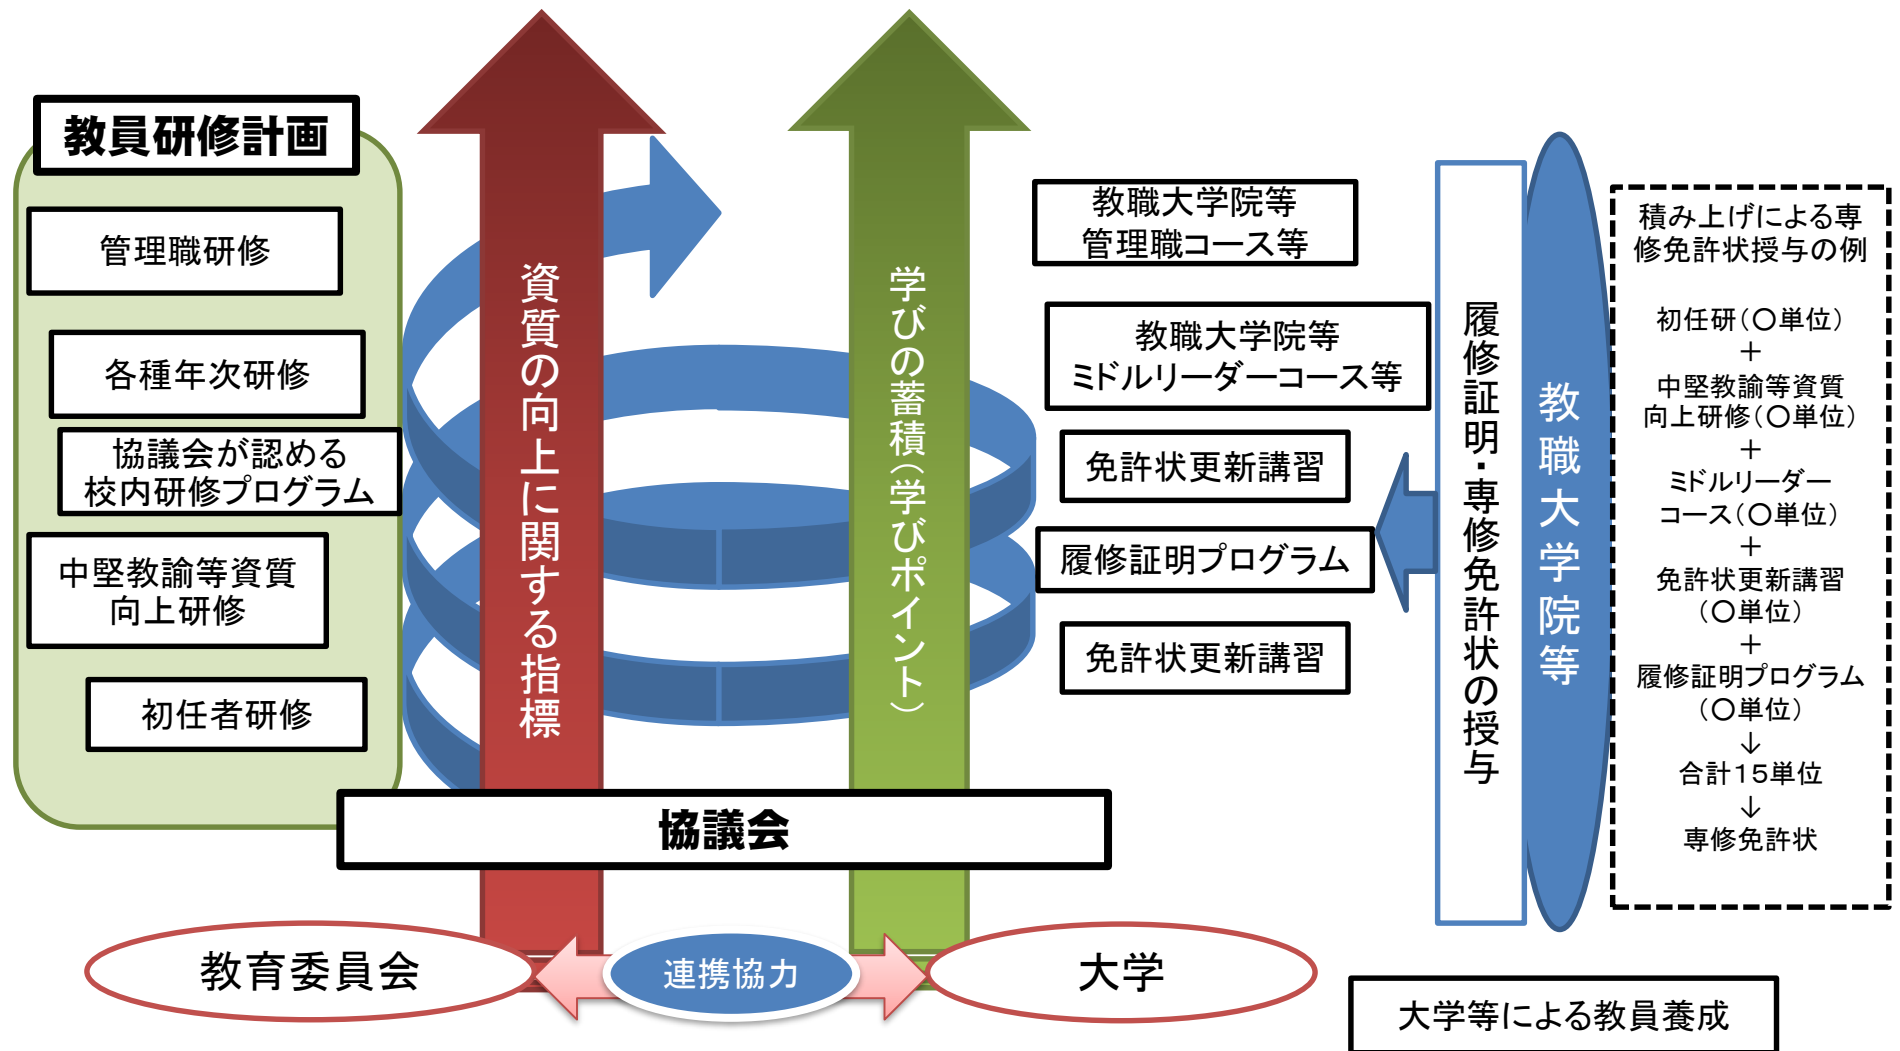 教員研修計画
管理職研修
各種年次研修
協議会が認める
校内研修プログラム
中堅教諭等資質
向上研修
初任者研修
資質の向上に関する指標
学びの蓄積（学びポイント）
教職大学院等
管理職コース等
教職大学院等
ミドルリーダーコース等
免許状更新講習
履修証明プログラム
免許状更新講習
履修証明・専修免許状の授与
教職大学院等
積み上げによる専
修免許状授与の例
初任研（〇単位）
＋
中堅教諭等資質
向上研修（〇単位）
＋
ミドルリーダー
コース（〇単位）
＋
免許状更新講習
（〇単位）
＋
履修証明プログラム
（〇単位）
↓
合計１５単位
↓
専修免許状
協議会
教育委員会
連携協力
大学
大学等による教員養成